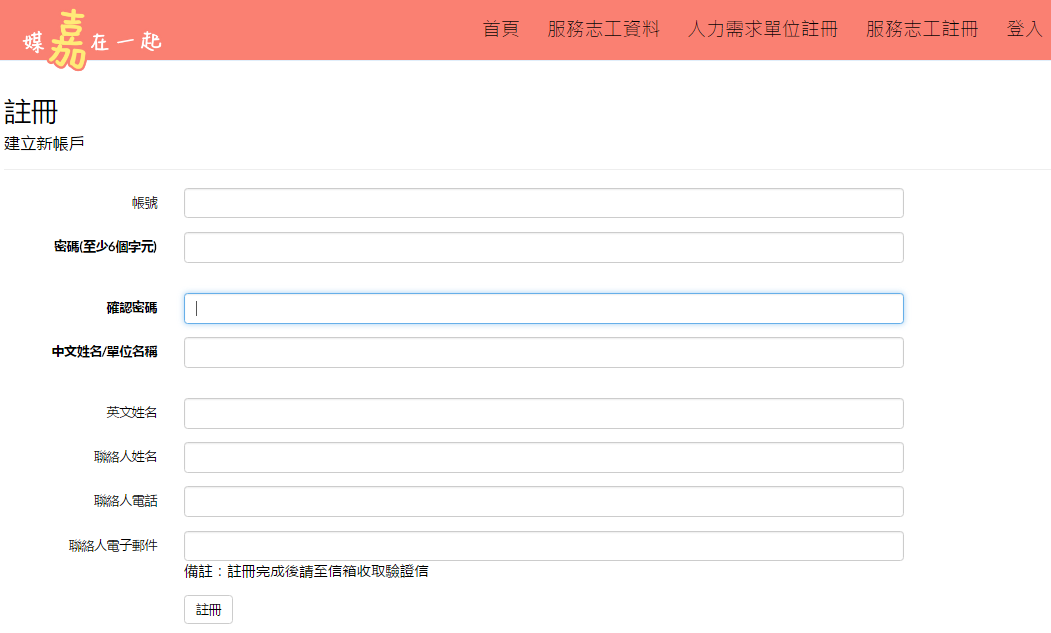 媒嘉在一起
首頁 服務志工資料 人力需求單位註冊 服務志工註冊 登入
註冊
建立新帳戶
帳號
密碼(至少6個字元)
確認密碼
中文姓名/單位名稱
英文姓名
聯絡人姓名
聯絡人電話
聯絡人電子郵件
備註：註冊完成後請至信箱收取驗證信
註冊